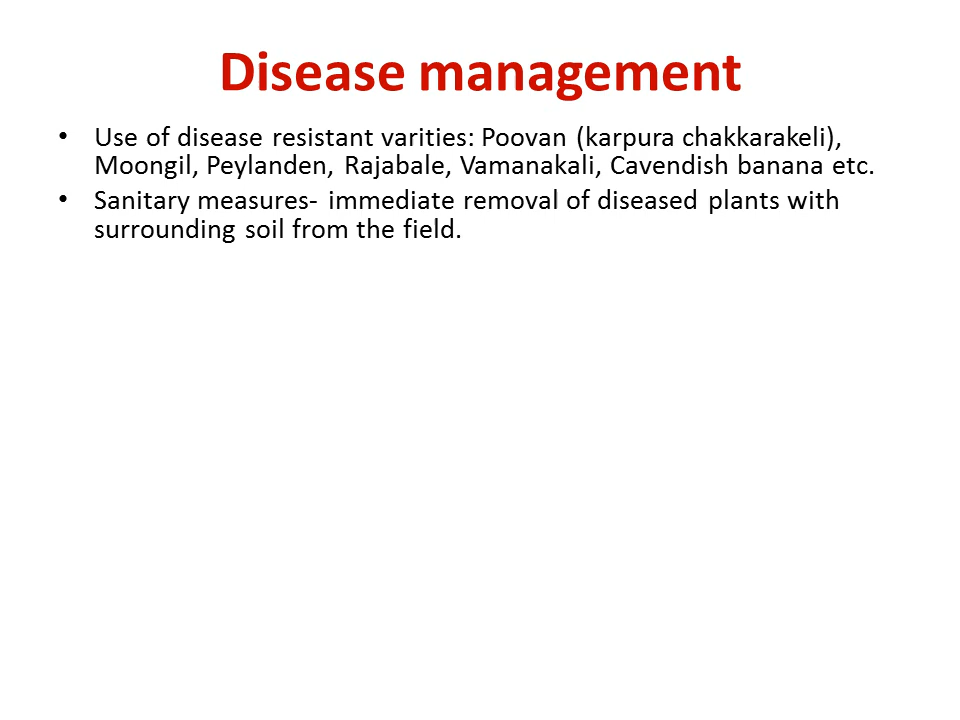 Disease management
• Use of disease resistant varities: Poovan (karpura chakkarakeli),
Moongil, Peylanden, Rajabale, Vamanakali, Cavendish banana etc.
• Sanitary measures- immediate removal of diseased plants with
surrounding soil from the field.